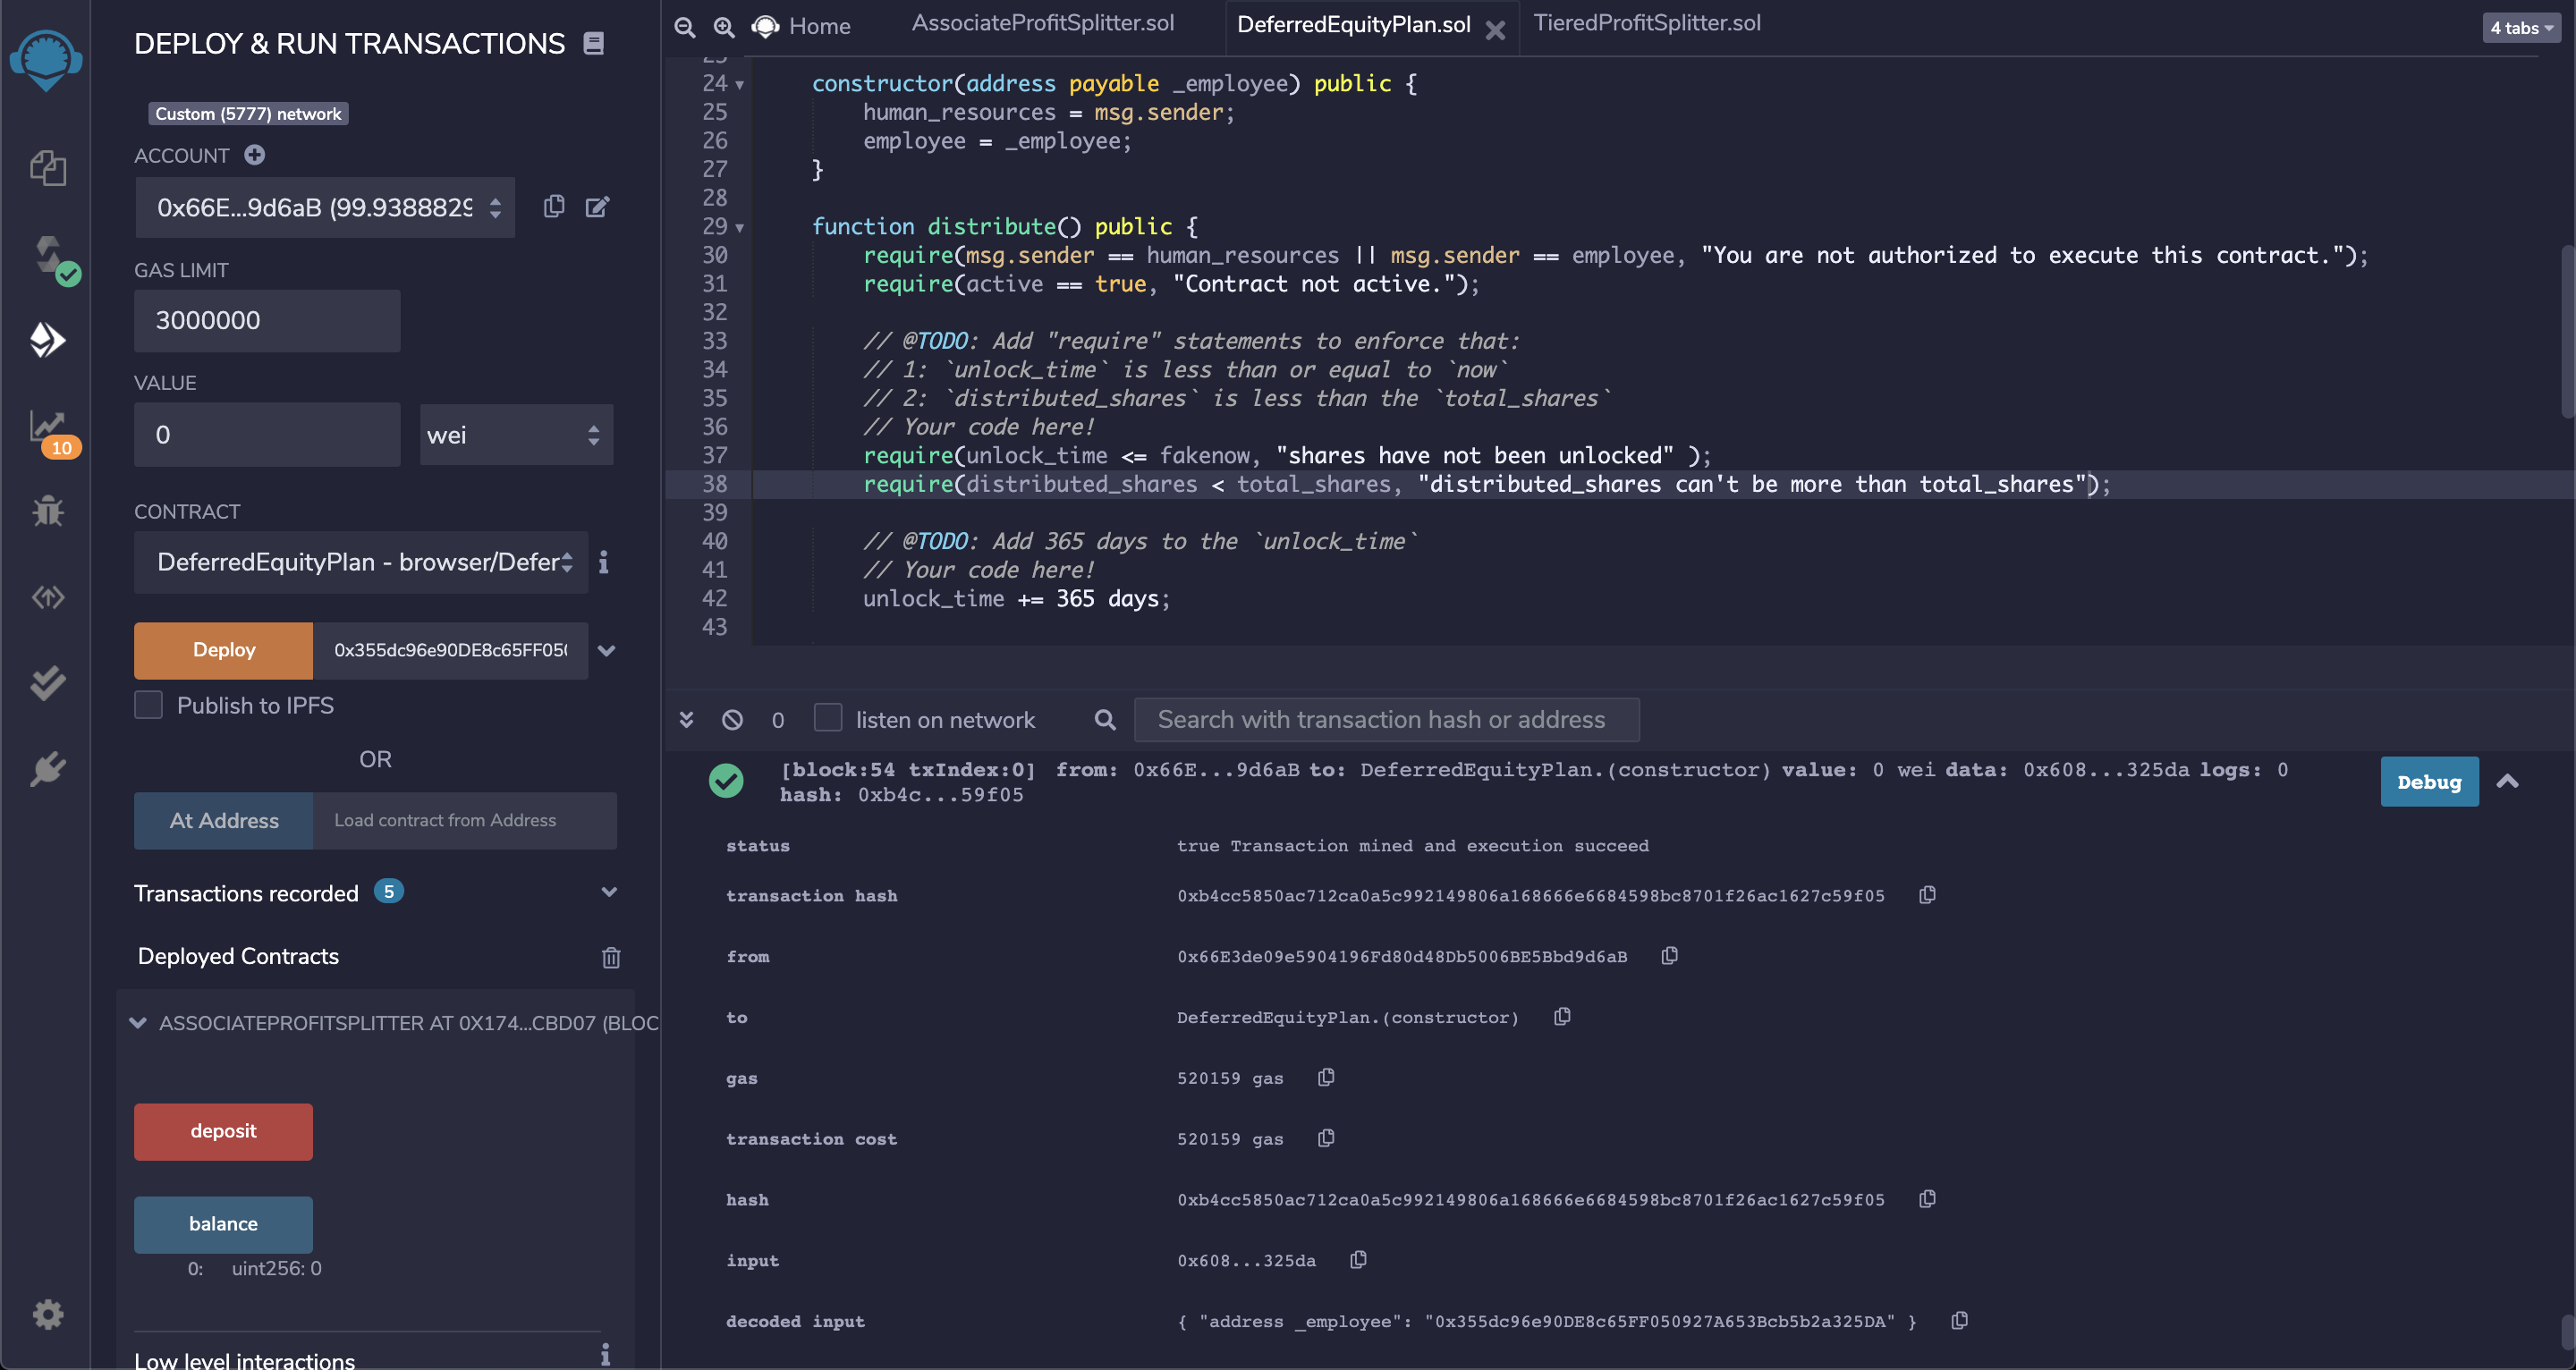 DEPLOY & RUN TRANSACTIONS
Custom (5777) network
ACCOUNT
0x66E...9d6aB (99.9388829
GAS LIMIT
3000000
VALUE
0
wei
10
CONTRACT
DeferredEquityPlan - browser/Defer
Deploy
0x355dc96e90DE8c65FF050
Publish to IPFS
OR
At Address
Load contract from Address
Transactions recorded 5
Deployed Contracts
ASSOCIATEPROFITSPLITTER AT 0X174...CBD07 (BLOC
deposit
balance
0: uint256: 0
Low level interactions
Home
AssociateProfitSplitter.sol
DeferredEquityPlan.sol
TieredProfitSplitter.sol
4 tabs
24 constructor(address payable _employee) public {
25 human_resources = msg.sender;
26 employee = _employee;
27 }
28
29 function distribute() public {
30 require(msg.sender == human_resources || msg.sender == employee, "You are not authorized to execute this contract.");
31 require(active == true, "Contract not active.");
32
33 // @TODO: Add "require" statements to enforce that:
34 // 1: `unlock_time` is less than or equal to `now`
35 // 2: `distributed_shares` is less than the `total_shares`
36 // Your code here!
37 require(unlock_time <= fakenow, "shares have not been unlocked" );
38 require(distributed_shares < total_shares, "distributed_shares can't be more than total_shares");
39
40 // @TODO: Add 365 days to the `unlock_time`
41 // Your code here!
42 unlock_time += 365 days;
43
0
listen on network
Search with transaction hash or address
[block:54 txIndex:0] from: 0x66E...9d6aB to: DeferredEquityPlan.(constructor) value: 0 wei data: 0x608...325da logs: 0
hash: 0xb4c...59f05
Debug
status true Transaction mined and execution succeed
transaction hash 0xb4cc5850ac712ca0a5c992149806a168666e6684598bc8701f26ac1627c59f05
from 0x66E3de09e5904196Fd80d48Db5006BE5Bbd9d6aB
to DeferredEquityPlan.(constructor)
gas 520159 gas
transaction cost 520159 gas
hash 0xb4cc5850ac712ca0a5c992149806a168666e6684598bc8701f26ac1627c59f05
input 0x608...325da
decoded input { "address _employee": "0x355dc96e90DE8c65FF050927A653Bcb5b2a325DA" }